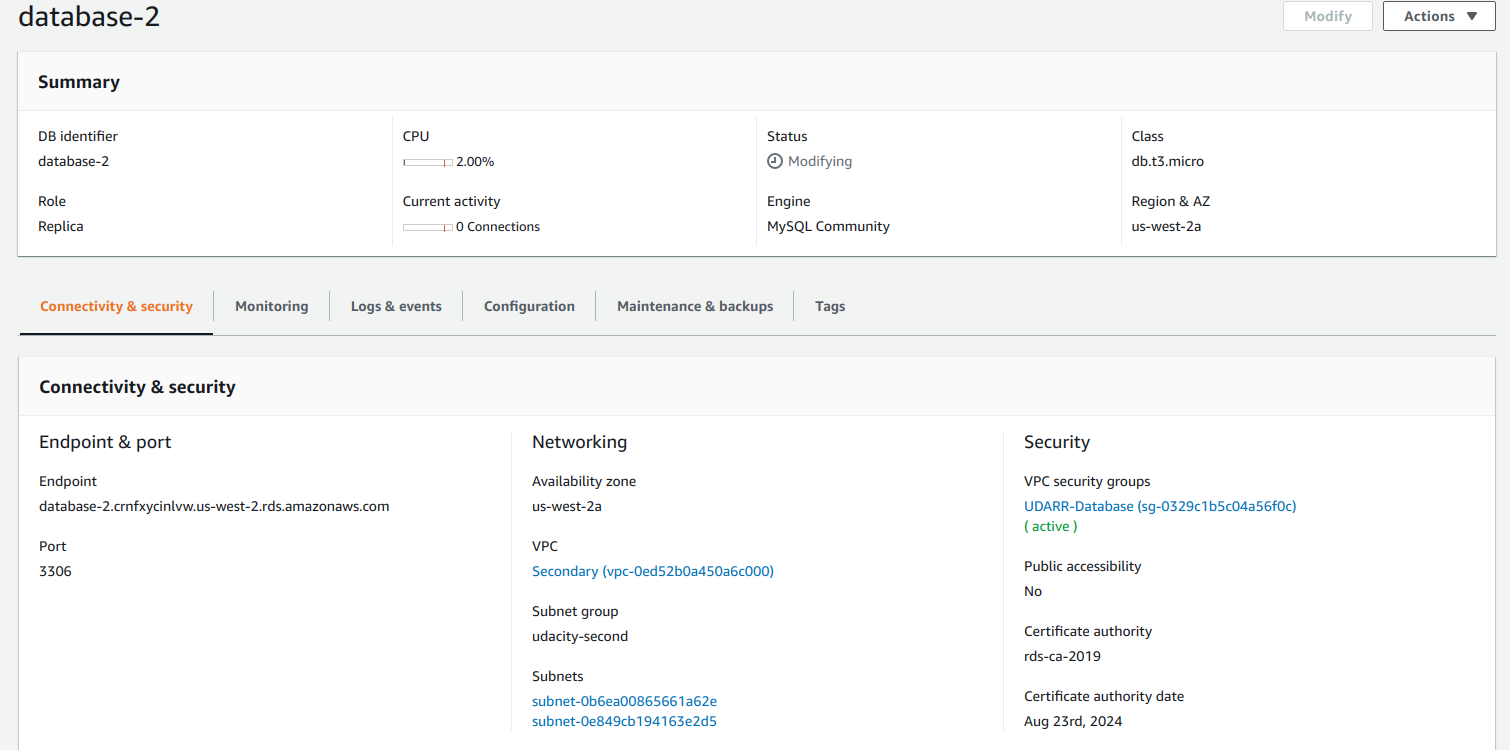 database-2
Modify
Actions
Summary
DB identifier
database-2
CPU
2.00%
Status
Modifying
Class
db.t3.micro
Role
Replica
Current activity
0 Connections
Engine
MySQL Community
Region & AZ
us-west-2a
Connectivity & security
Monitoring
Logs & events
Configuration
Maintenance & backups
Tags
Connectivity & security
Endpoint & port
Endpoint
database-2.crnfxycinlvw.us-west-2.rds.amazonaws.com
Port
3306
Networking
Availability zone
us-west-2a
VPC
Secondary (vpc-0ed52b0a450a6c000)
Subnet group
udacity-second
Subnets
subnet-0b6ea00865661a62e
subnet-0e849cb194163e2d5
Security
VPC security groups
UDARR-Database (sg-0329c1b5c04a56f0c)
( active )
Public accessibility
No
Certificate authority
rds-ca-2019
Certificate authority date
Aug 23rd, 2024